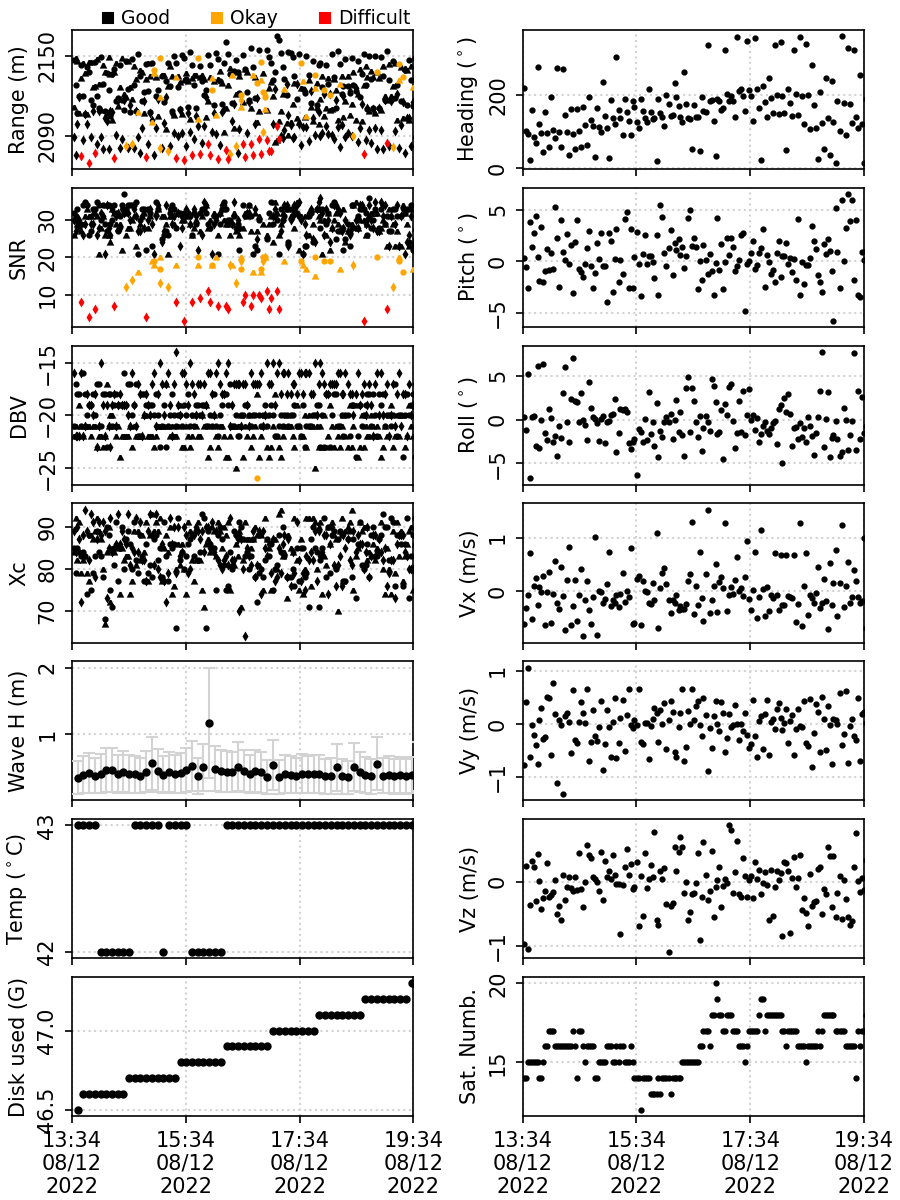 Good Okay Difficult
Range (m)
2150
2090
Heading (°)
200
0
SNR
30
20
10
Pitch (°)
5
0
−5
DBV
−15
−20
−25
Roll (°)
5
0
−5
Xc
90
80
70
Vx (m/s)
1
0
Wave H (m)
2
1
Vy (m/s)
1
0
−1
Temp (°C)
43
42
Vz (m/s)
0
−1
Disk used (G)
47.0
46.5
Sat. Numb.
20
15
13:34 15:34 17:34 19:34 13:34 15:34 17:34 19:34
08/12 08/12 08/12 08/12 08/12 08/12 08/12 08/12
2022 2022 2022 2022 2022 2022 2022 2022